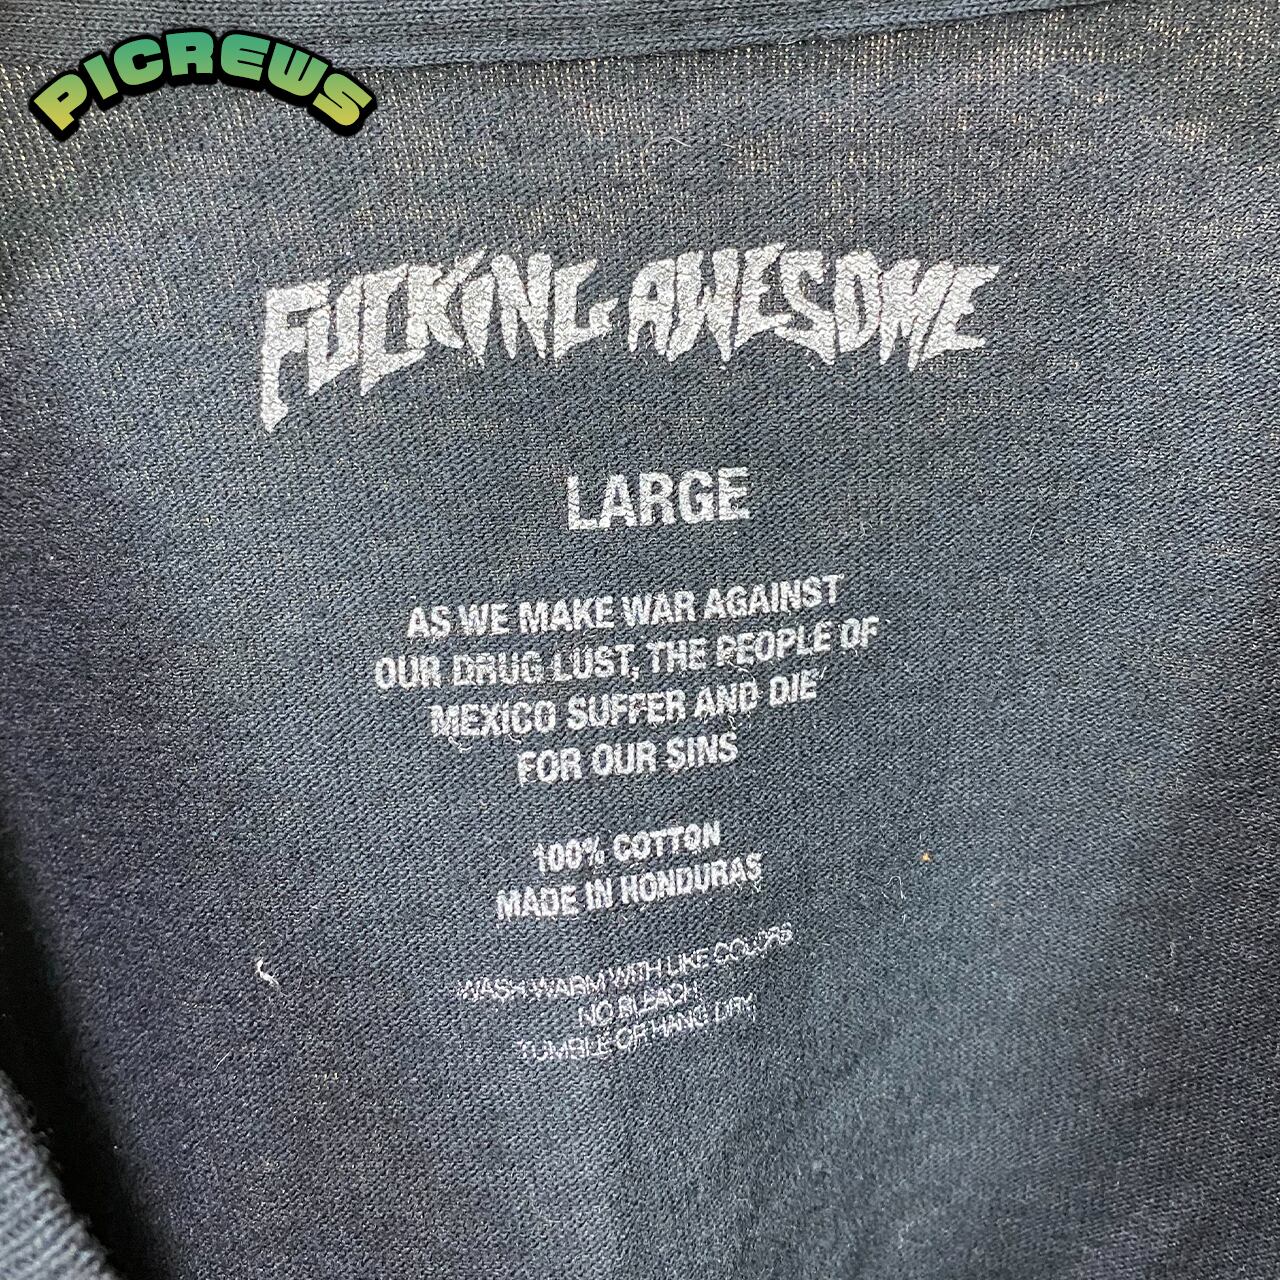 PICREWS
FUCKING AWESOME
LARGE
AS WE MAKE WAR AGAINST
OUR DRUG LUST, THE PEOPLE OF
MEXICO SUFFER AND DIE
FOR OUR SINS
100% COTTON
MADE IN HONDURAS
WASH WARM WITH LIKE COLORS
NO BLEACH
TUMBLE OR HANG DRY